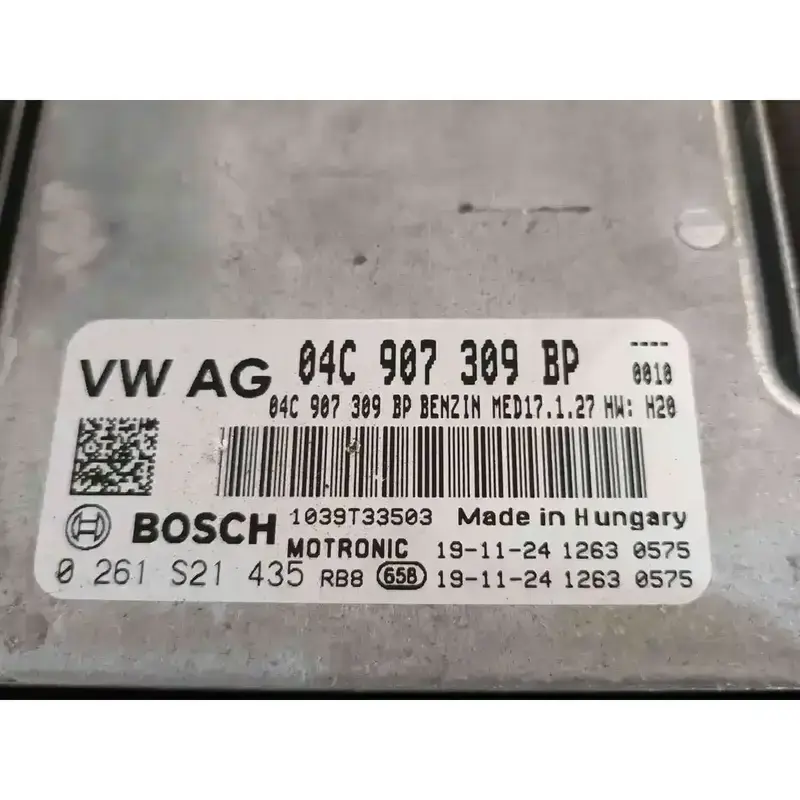 VW AG 04C 907 309 BP ----
0010
04C 907 309 BP BENZIN MED17.1.27 HW: H20
BOSCH 1039T33503 Made in Hungary
MOTRONIC 19-11-24 1263 0575
0 261 S21 435 RB8 658 19-11-24 1263 0575